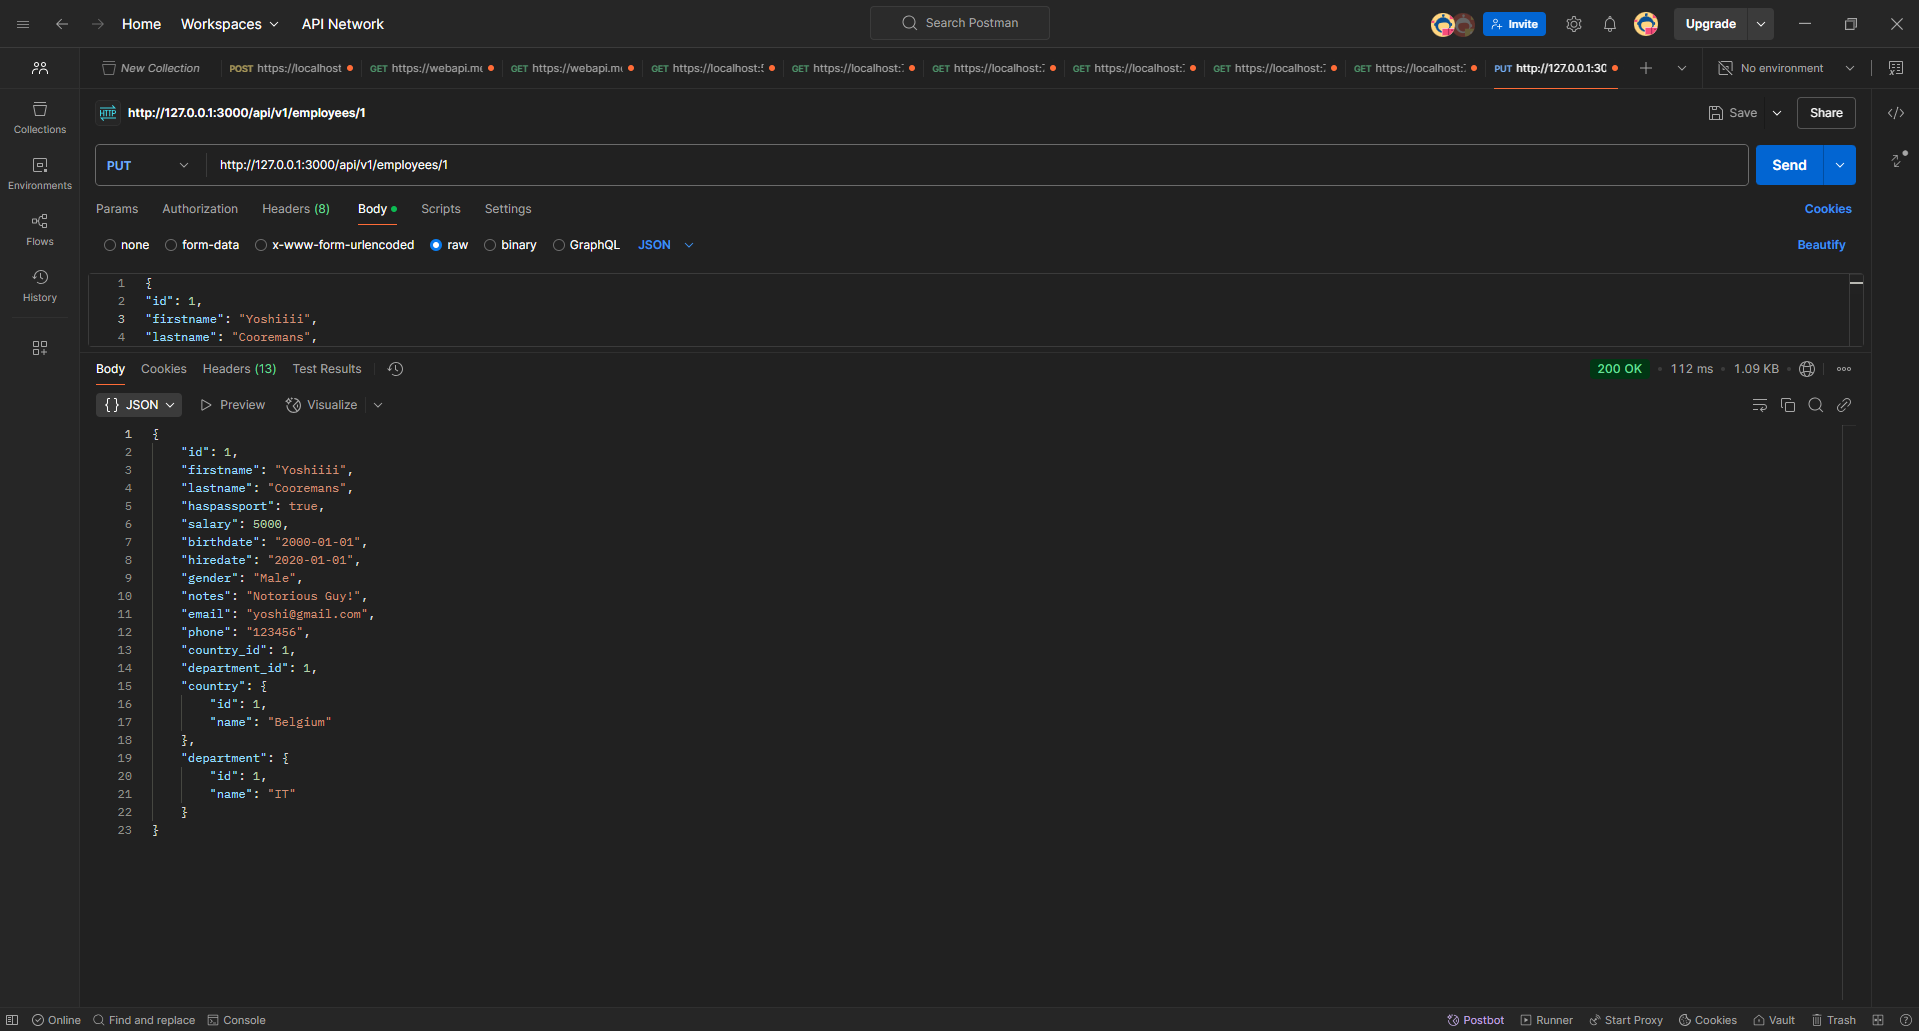 Home Workspaces API Network Search Postman Invite Upgrade
New Collection POST https://localhost GET https://webapi.m GET https://webapi.m GET https://localhost: GET https://localhost: GET https://localhost: GET https://localhost: GET https://localhost: GET https://localhost: PUT http://127.0.0.1:30 No environment
HTTP http://127.0.0.1:3000/api/v1/employees/1 Save Share
PUT http://127.0.0.1:3000/api/v1/employees/1 Send
Params Authorization Headers (8) Body Scripts Settings Cookies
none form-data x-www-form-urlencoded raw binary GraphQL JSON Beautify
Collections
Environments
Flows
History
1 {
2 "id": 1,
3 "firstname": "Yoshiiii",
4 "lastname": "Cooremans",
Body Cookies Headers (13) Test Results 200 OK 112 ms 1.09 KB
{} JSON Preview Visualize
1 {
2 "id": 1,
3 "firstname": "Yoshiiii",
4 "lastname": "Cooremans",
5 "haspassport": true,
6 "salary": 5000,
7 "birthdate": "2000-01-01",
8 "hiredate": "2020-01-01",
9 "gender": "Male",
10 "notes": "Notorious Guy!",
11 "email": "yoshi@gmail.com",
12 "phone": "123456",
13 "country_id": 1,
14 "department_id": 1,
15 "country": {
16 "id": 1,
17 "name": "Belgium"
18 },
19 "department": {
20 "id": 1,
21 "name": "IT"
22 }
23 }
Online Find and replace Console Postbot Runner Start Proxy Cookies Vault Trash